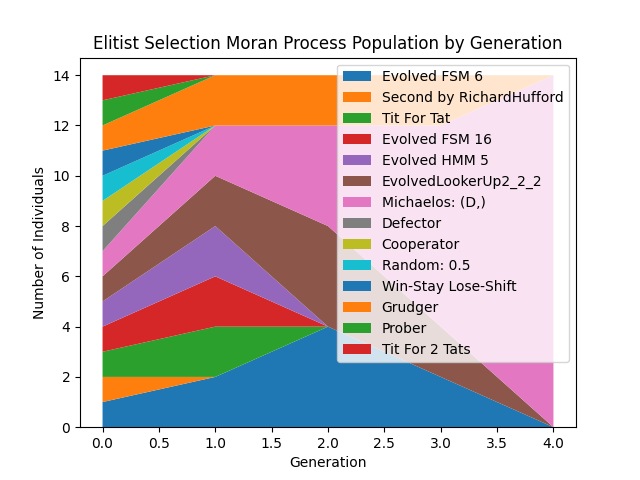 Elitist Selection Moran Process Population by Generation
14
12
10
8
6
4
2
0
Number of Individuals
Evolved FSM 6
Second by RichardHufford
Tit For Tat
Evolved FSM 16
Evolved HMM 5
EvolvedLookerUp2_2_2
Michaelos: (D,)
Defector
Cooperator
Random: 0.5
Win-Stay Lose-Shift
Grudger
Prober
Tit For 2 Tats
0.0 0.5 1.0 1.5 2.0 2.5 3.0 3.5 4.0
Generation